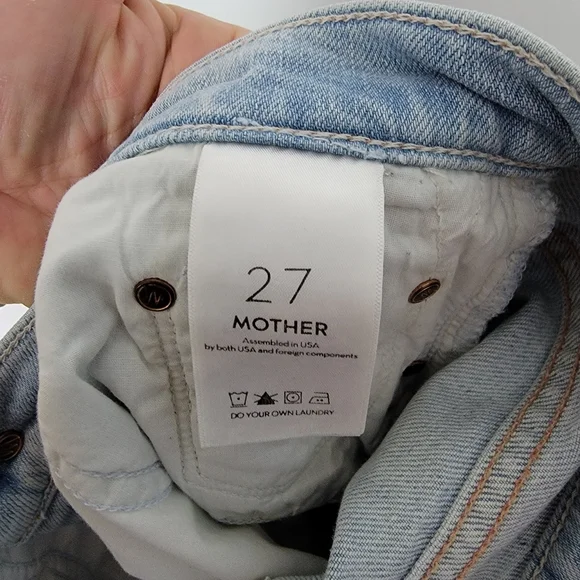 27
MOTHER
Assembled in USA
by both USA and foreign components
DO YOUR OWN LAUNDRY